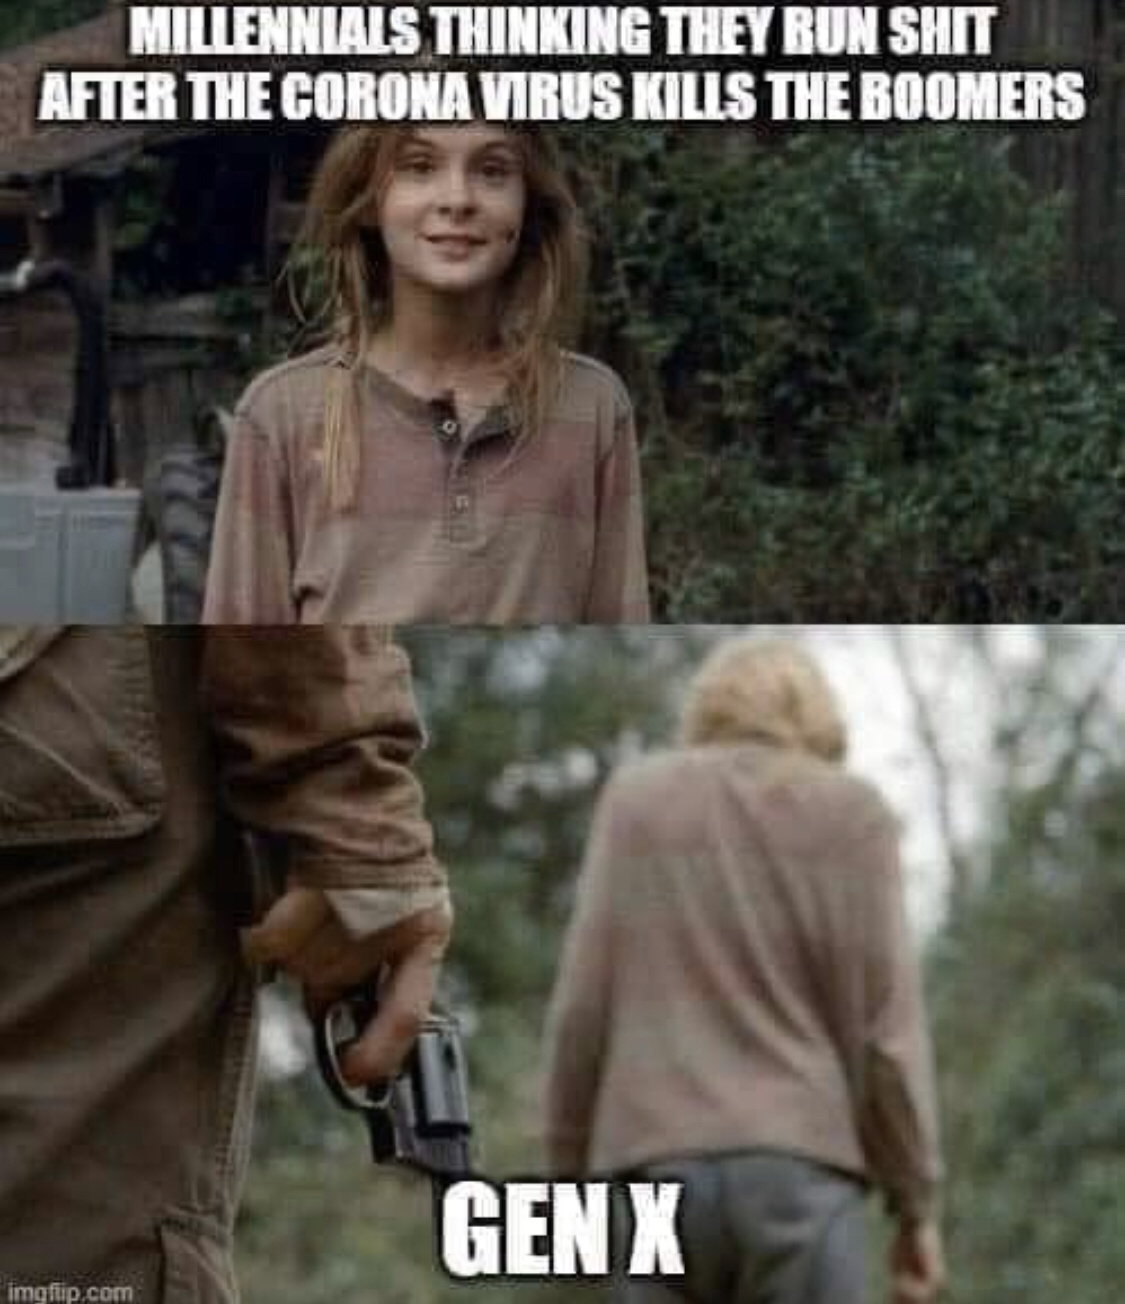 MILLENNIALS THINKING THEY RUN SHIT
AFTER THE CORONA VIRUS KILLS THE BOOMERS
GEN X
imgflip.com